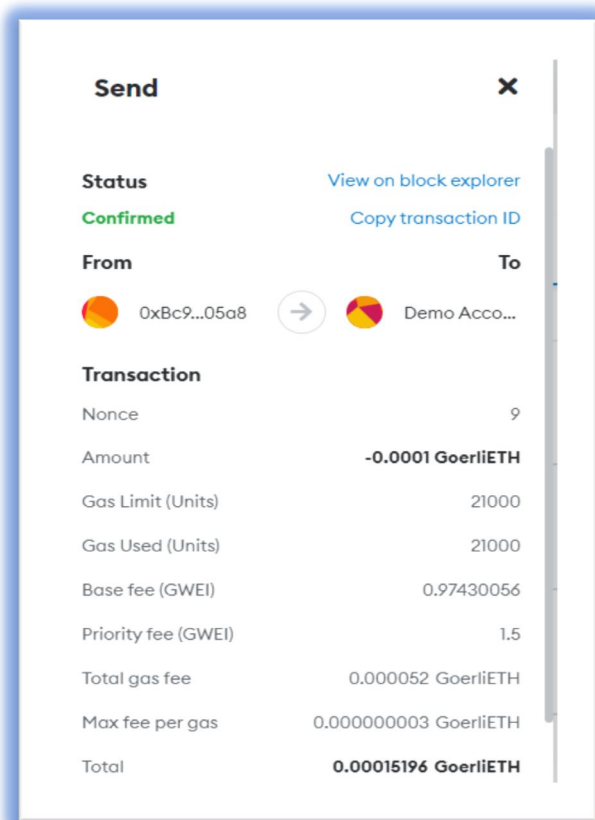 Send
Status View on block explorer
Confirmed Copy transaction ID
From To
0xBc9...05a8 Demo Acco...
Transaction
Nonce 9
Amount -0.0001 GoerliETH
Gas Limit (Units) 21000
Gas Used (Units) 21000
Base fee (GWEI) 0.97430056
Priority fee (GWEI) 1.5
Total gas fee 0.000052 GoerliETH
Max fee per gas 0.000000003 GoerliETH
Total 0.00015196 GoerliETH